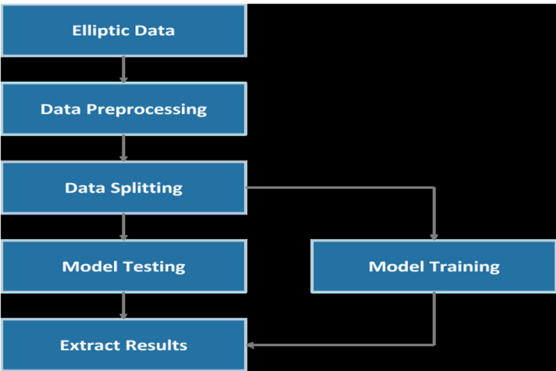 Elliptic Data
Data Preprocessing
Data Splitting
Model Testing
Model Training
Extract Results